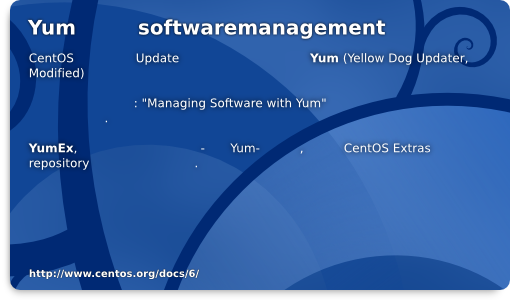 Yum softwaremanagement
CentOS Update Yum (Yellow Dog Updater,
Modified)
: "Managing Software with Yum"
.
YumEx, - Yum- , CentOS Extras
repository .
http://www.centos.org/docs/6/